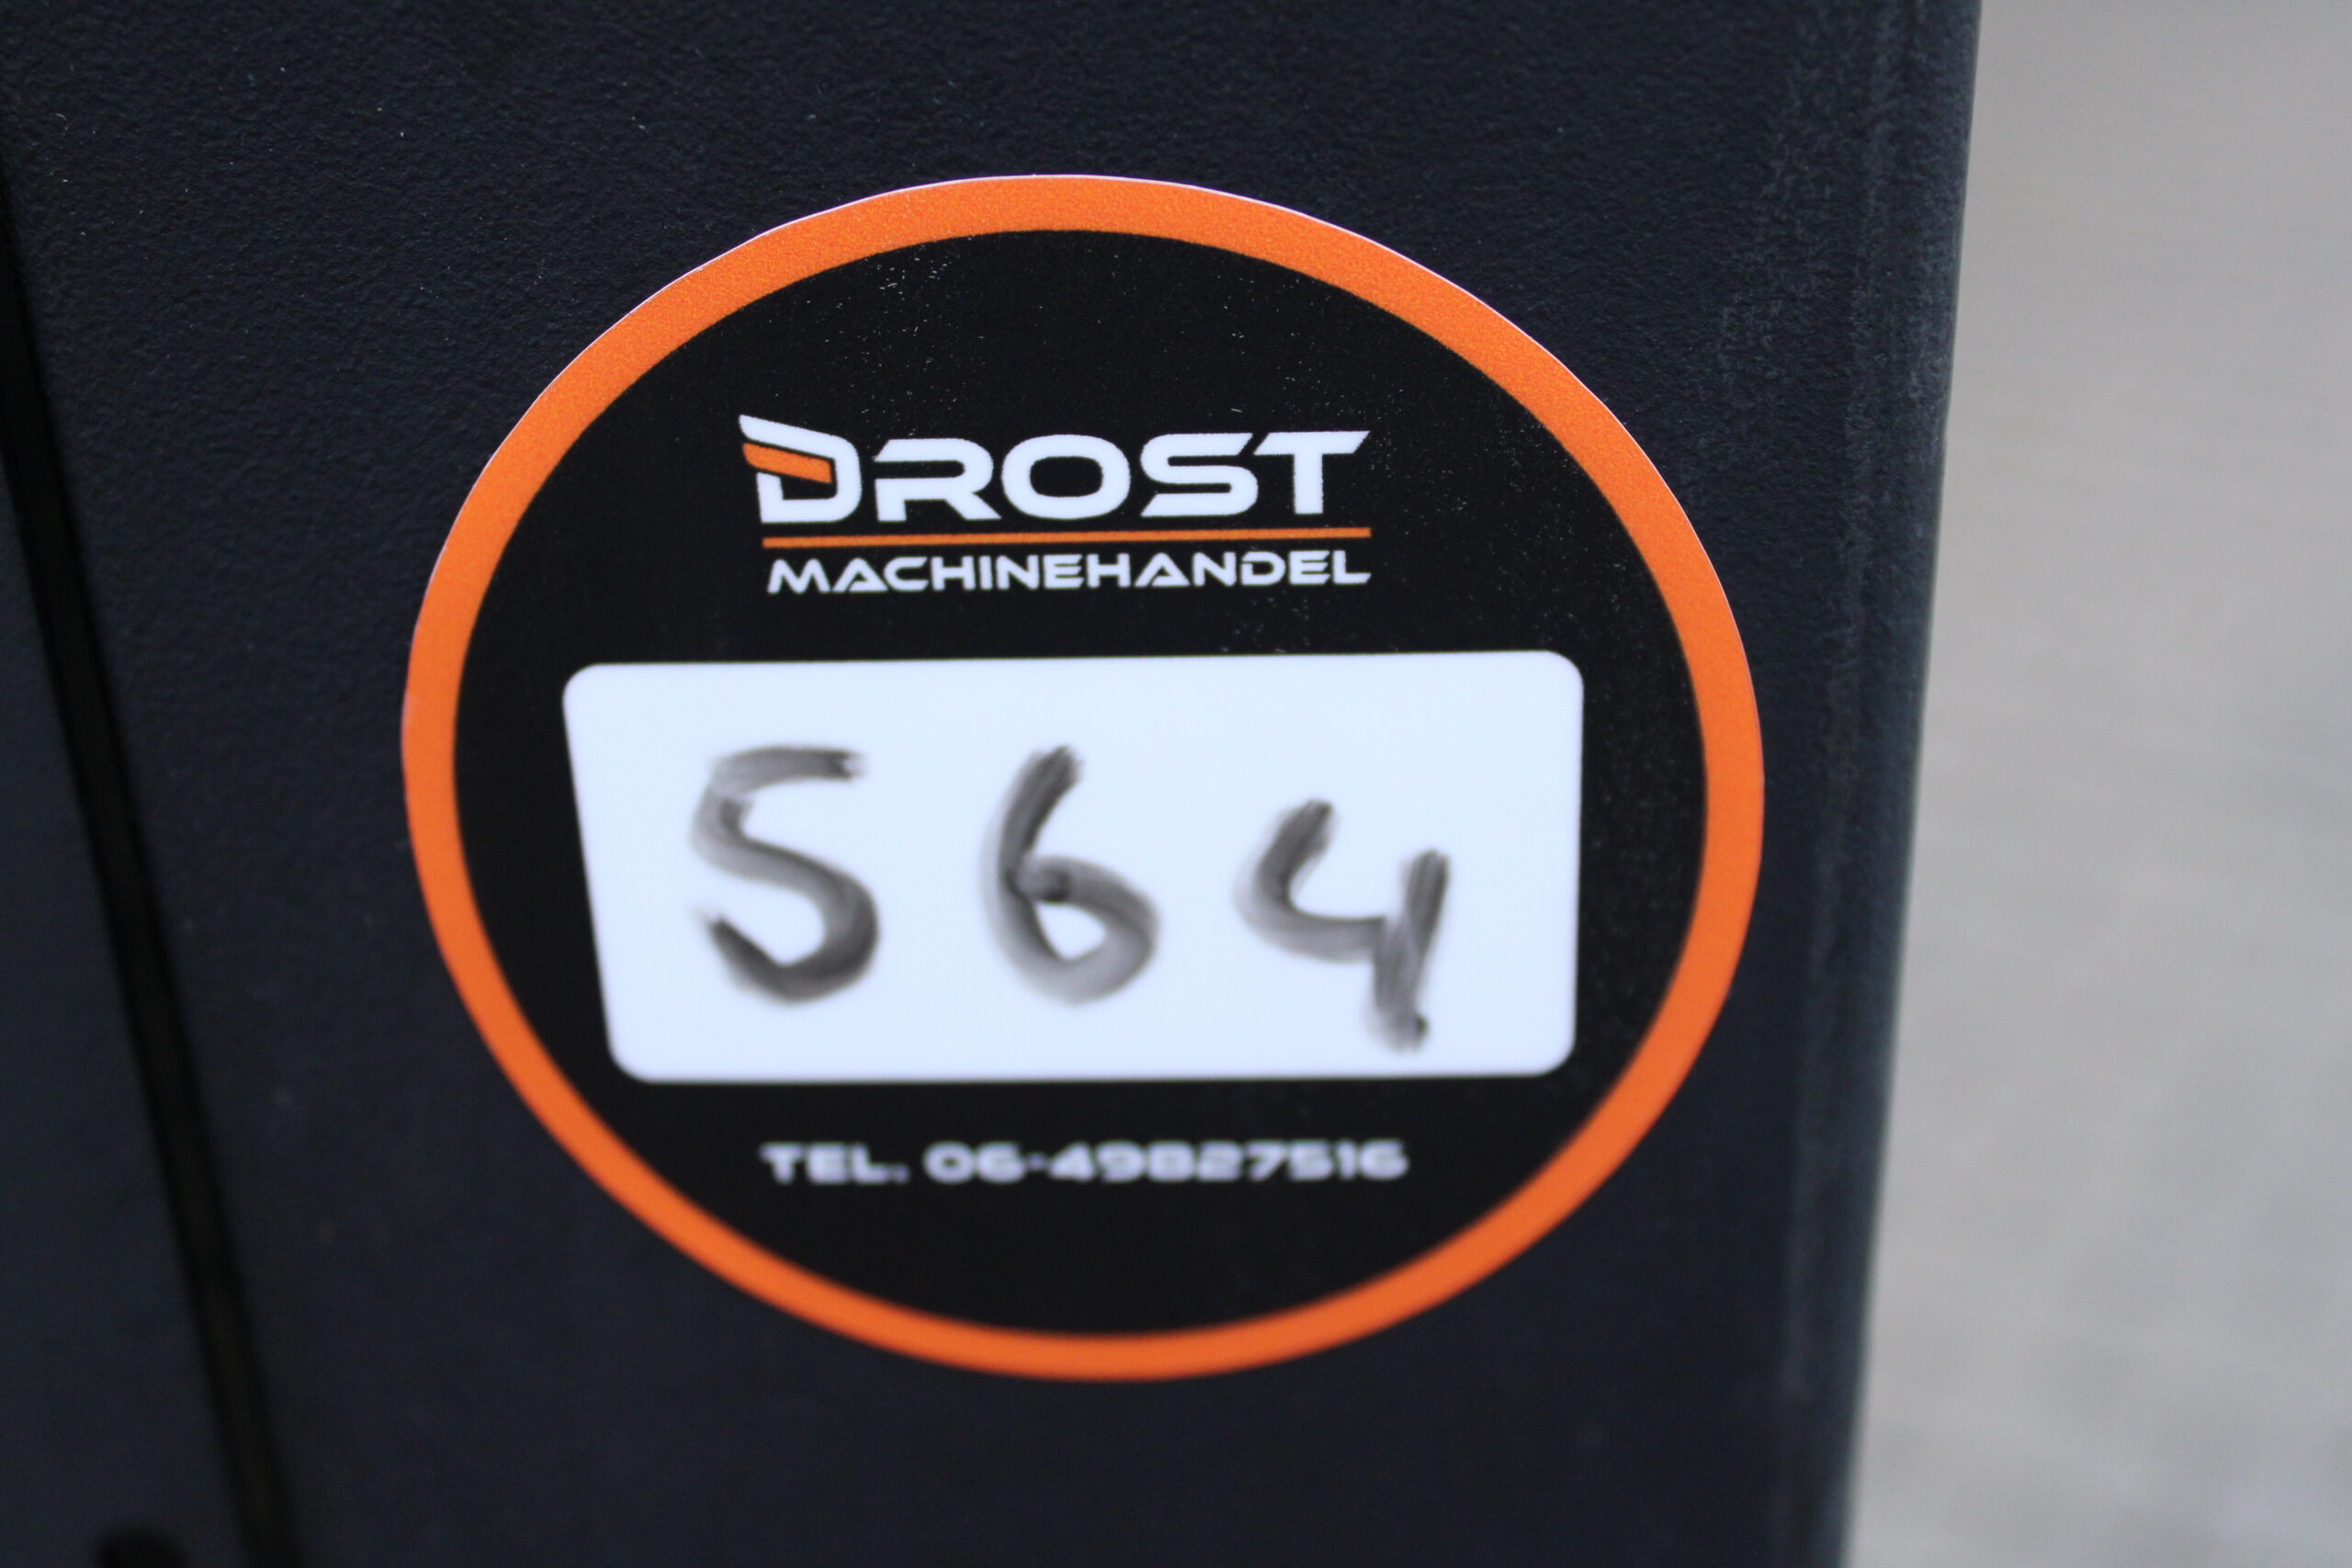 DROST
MACHINEHANDEL
564
TEL. 06-49827516